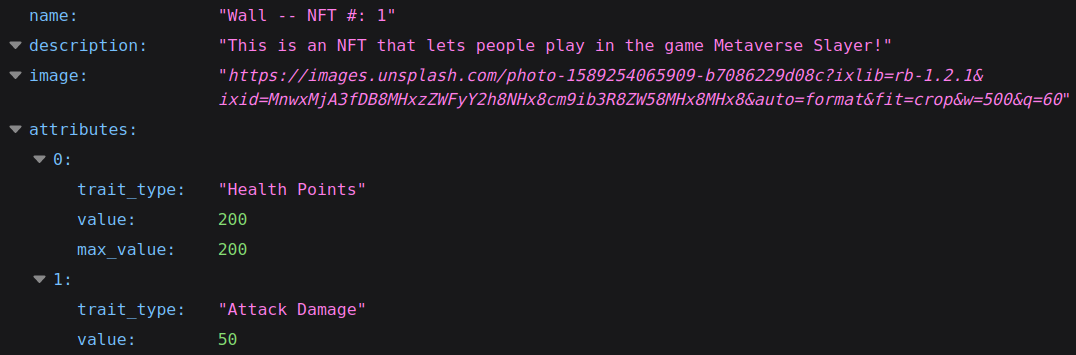 name: "Wall -- NFT #: 1"
description: "This is an NFT that lets people play in the game Metaverse Slayer!"
image: "https://images.unsplash.com/photo-1589254065909-b7086229d08c?ixlib=rb-1.2.1&
ixid=MnwxMjA3fDB8MHxzZWFyY2h8NHx8cm9ib3R8ZW58MHx8MHx8&auto=format&fit=crop&w=500&q=60"
attributes:
0:
trait_type: "Health Points"
value: 200
max_value: 200
1:
trait_type: "Attack Damage"
value: 50